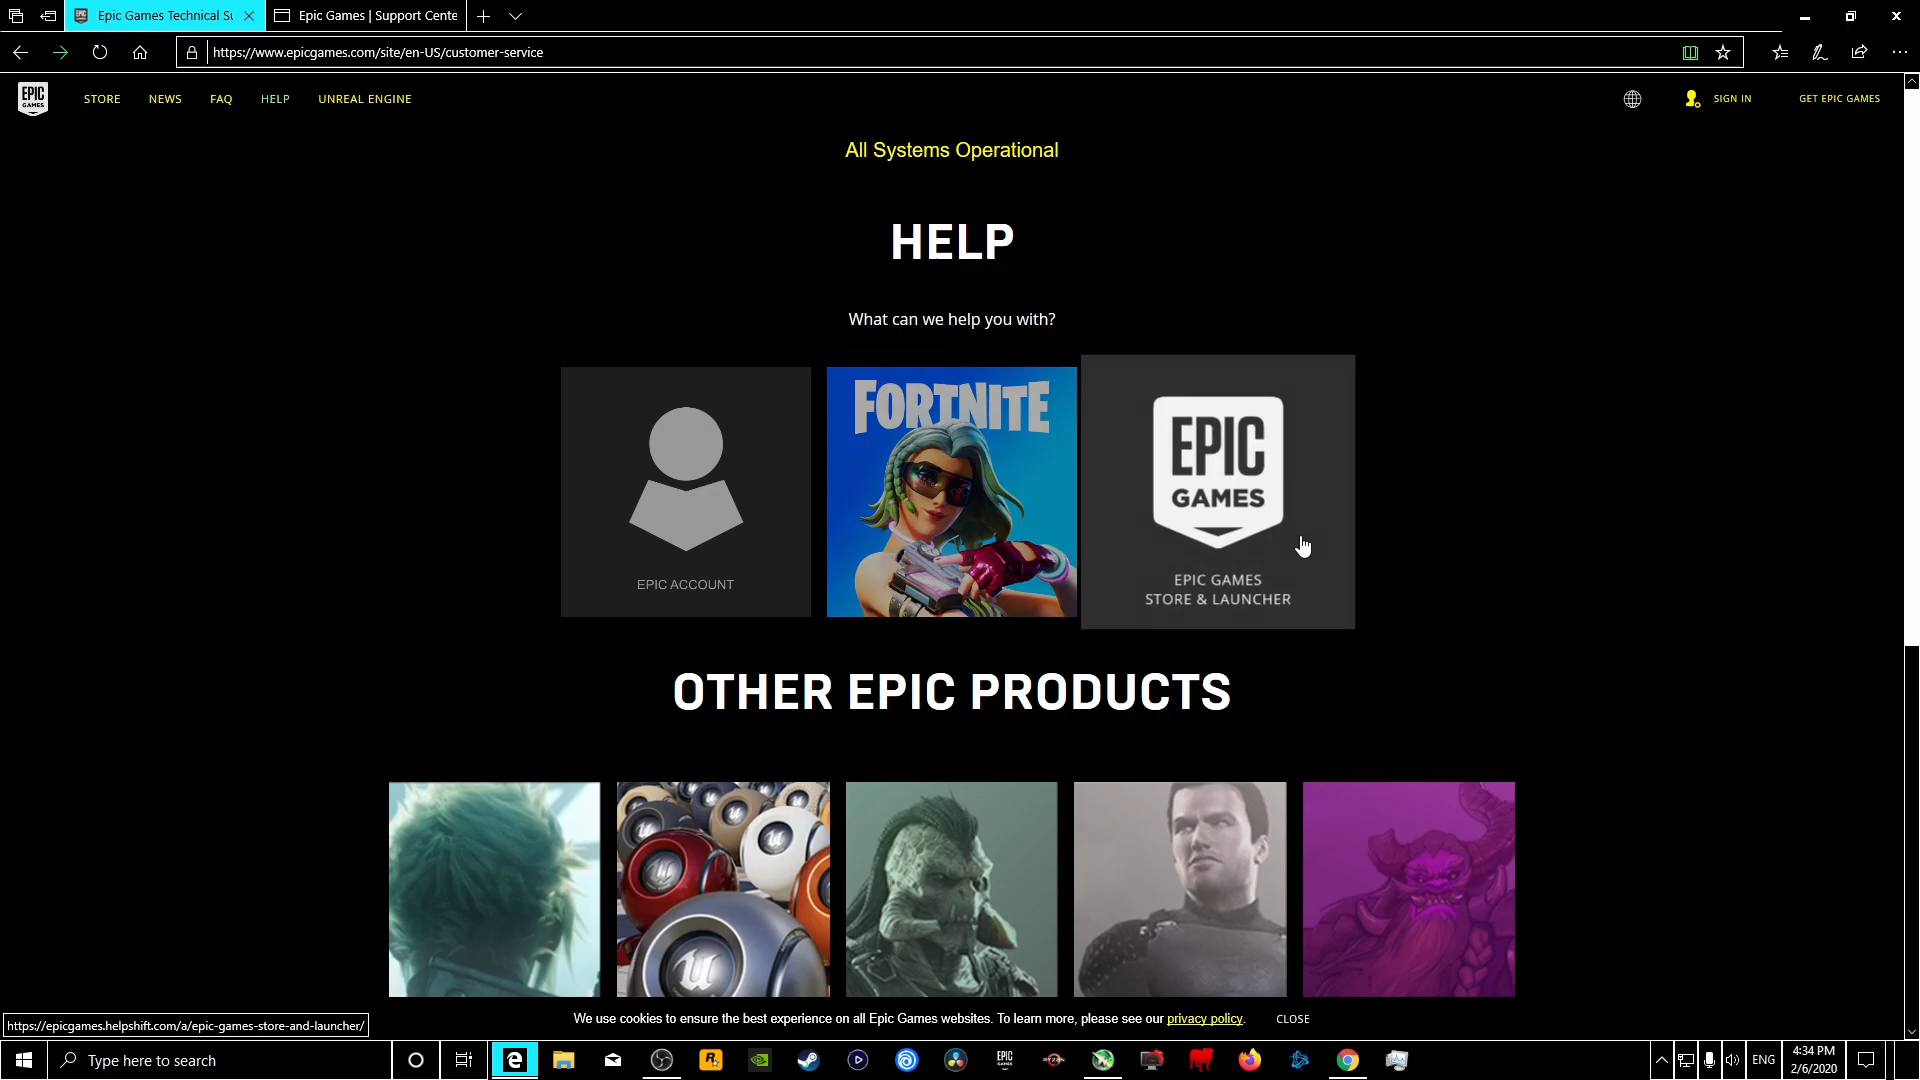 Epic Games Technical Su
Epic Games | Support Cente
https://www.epicgames.com/site/en-US/customer-service
EPIC GAMES
STORE
NEWS
FAQ
HELP
UNREAL ENGINE
SIGN IN
GET EPIC GAMES
All Systems Operational
HELP
What can we help you with?
EPIC ACCOUNT
FORTNITE
EPIC
GAMES
EPIC GAMES
STORE & LAUNCHER
OTHER EPIC PRODUCTS
We use cookies to ensure the best experience on all Epic Games websites. To learn more, please see our privacy policy.
CLOSE
https://epicgames.helpshift.com/a/epic-games-store-and-launcher/
Type here to search
EPIC
GAMES
RYZEN
ENG
4:34 PM
2/6/2020